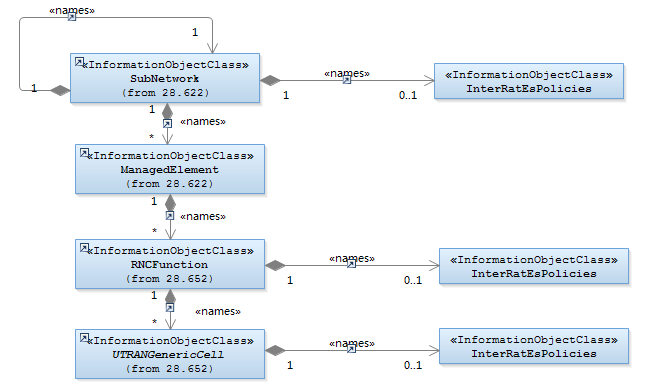 «names»
1
1
«InformationObjectClass»
SubNetwork
(from 28.622)
«names»
1
0..1
«InformationObjectClass»
InterRatEsPolicies
1
«names»
*
«InformationObjectClass»
ManagedElement
(from 28.622)
1
«names»
*
«InformationObjectClass»
RNCFunction
(from 28.652)
«names»
1
0..1
«InformationObjectClass»
InterRatEsPolicies
1
«names»
*
«InformationObjectClass»
UTRANGenericCell
(from 28.652)
«names»
1
0..1
«InformationObjectClass»
InterRatEsPolicies